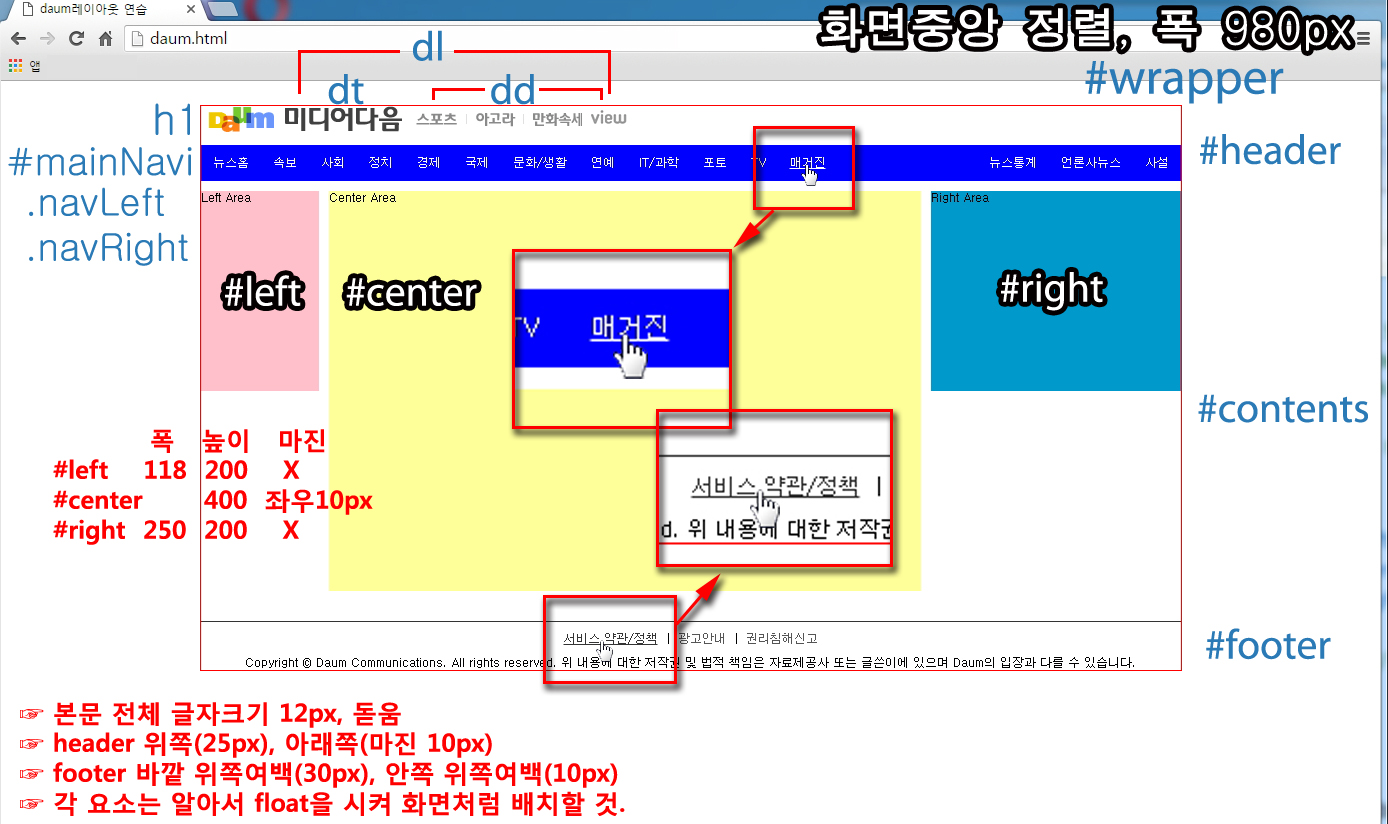 daum레이아웃 연습
daum.html
앱
화면중앙 정렬, 폭 980px
#wrapper
dl
dt
dd
h1
Daum 미디어다음 스포츠 아고라 만화속세 view
#mainNavi
.navLeft
.navRight
#header
뉴스홈 속보 사회 정치 경제 국제 문화/생활 연예 IT/과학 포토 TV 매거진 뉴스통계 언론사뉴스 사설
Left Area
Center Area
Right Area
#left
#center
#right
TV 매거진
#contents
폭 높이 마진
#left 118 200 X
#center 400 좌우10px
#right 250 200 X
서비스 약관/정책 |
d. 위 내용에 대한 저작권
서비스 약관/정책 | 광고안내 | 권리침해신고
Copyright © Daum Communications. All rights reserved. 위 내용에 대한 저작권 및 법적 책임은 자료제공사 또는 글쓴이에 있으며 Daum의 입장과 다를 수 있습니다.
#footer
☞ 본문 전체 글자크기 12px, 돋움
☞ header 위쪽(25px), 아래쪽(마진 10px)
☞ footer 바깥 위쪽여백(30px), 안쪽 위쪽여백(10px)
☞ 각 요소는 알아서 float을 시켜 화면처럼 배치할 것.